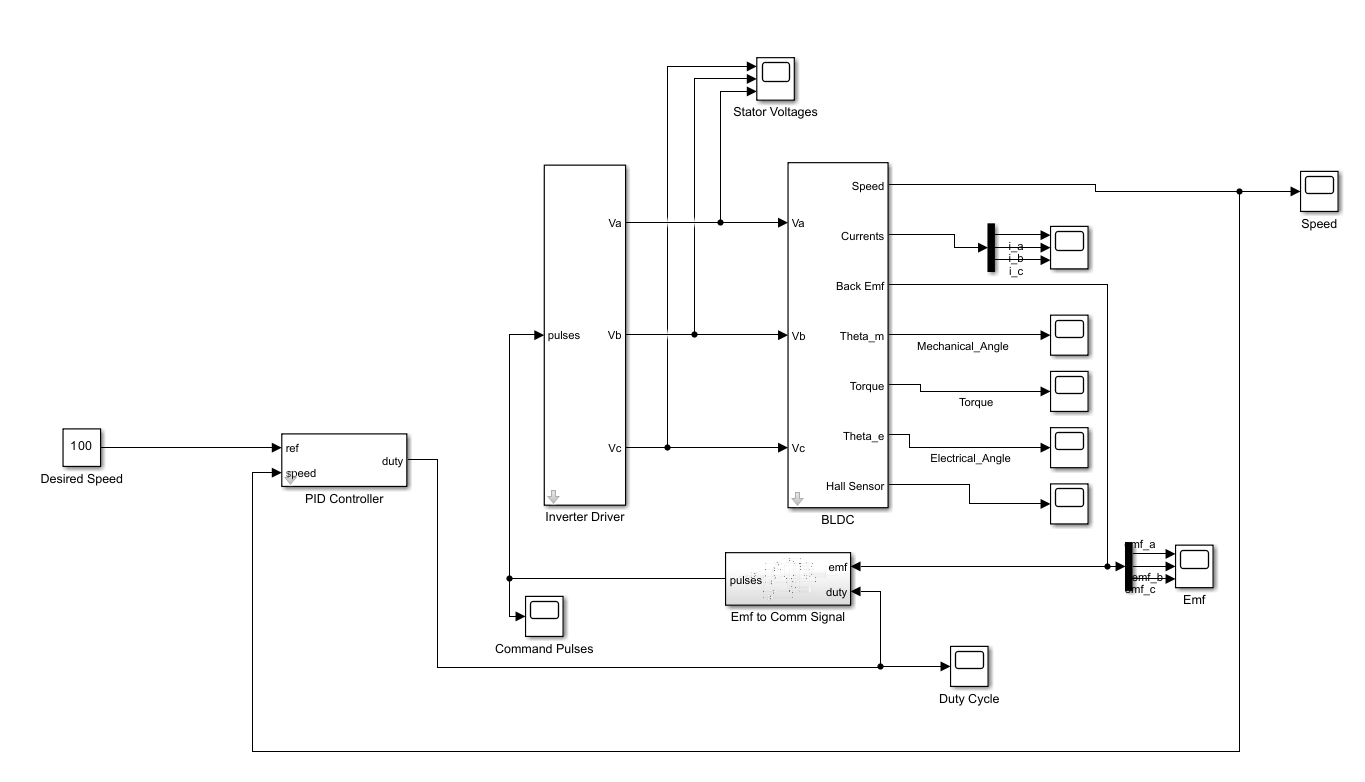 Stator Voltages
Speed
Speed
Va
Va
Currents
i_a
i_b
i_c
Back Emf
pulses
Vb
Vb
Theta_m
Mechanical_Angle
Torque
Torque
100
Desired Speed
ref
speed
duty
PID Controller
Vc
Vc
Theta_e
Electrical_Angle
Hall Sensor
Inverter Driver
BLDC
emf_a
emf_b
emf_c
Emf
pulses
emf
duty
Emf to Comm Signal
Command Pulses
Duty Cycle